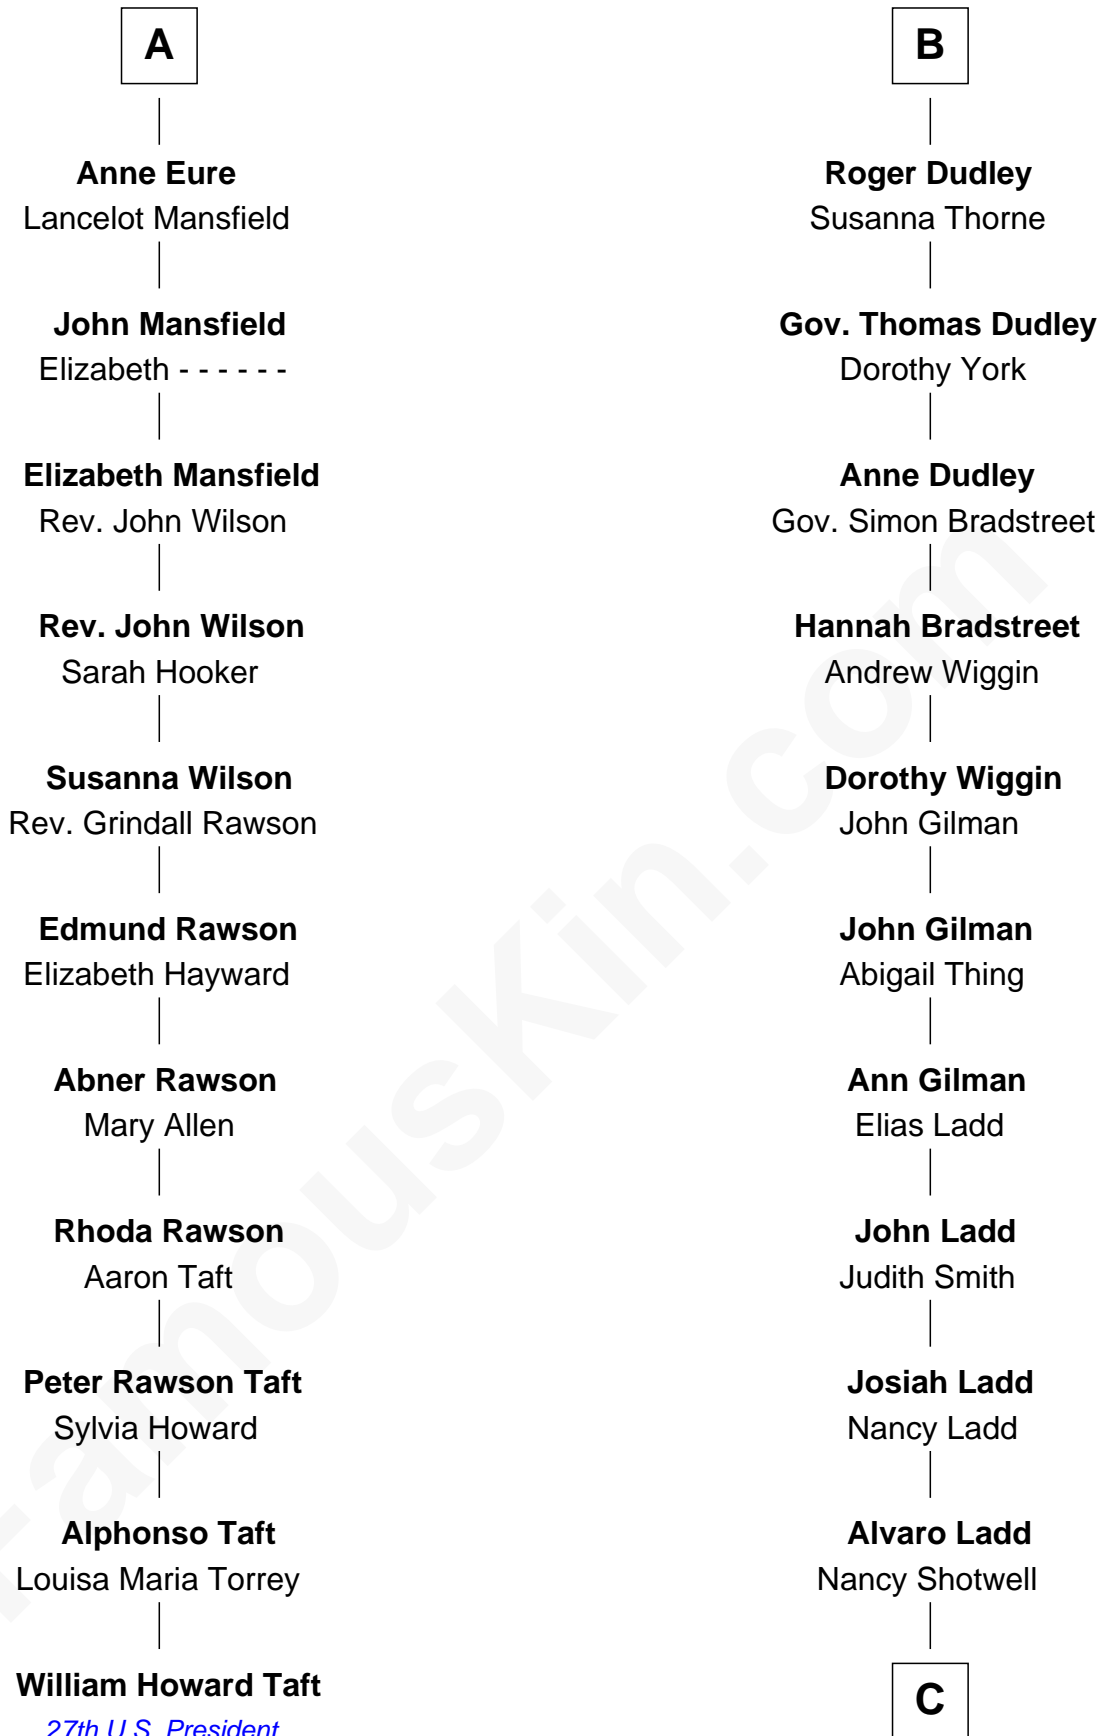 A
Anne Eure
Lancelot Mansfield
John Mansfield
Elizabeth - - - - - -
Elizabeth Mansfield
Rev. John Wilson
Rev. John Wilson
Sarah Hooker
Susanna Wilson
Rev. Grindall Rawson
Edmund Rawson
Elizabeth Hayward
Abner Rawson
Mary Allen
Rhoda Rawson
Aaron Taft
Peter Rawson Taft
Sylvia Howard
Alphonso Taft
Louisa Maria Torrey
William Howard Taft
27th U.S. President
B
Roger Dudley
Susanna Thorne
Gov. Thomas Dudley
Dorothy York
Anne Dudley
Gov. Simon Bradstreet
Hannah Bradstreet
Andrew Wiggin
Dorothy Wiggin
John Gilman
John Gilman
Abigail Thing
Ann Gilman
Elias Ladd
John Ladd
Judith Smith
Josiah Ladd
Nancy Ladd
Alvaro Ladd
Nancy Shotwell
C
FamousKin.com